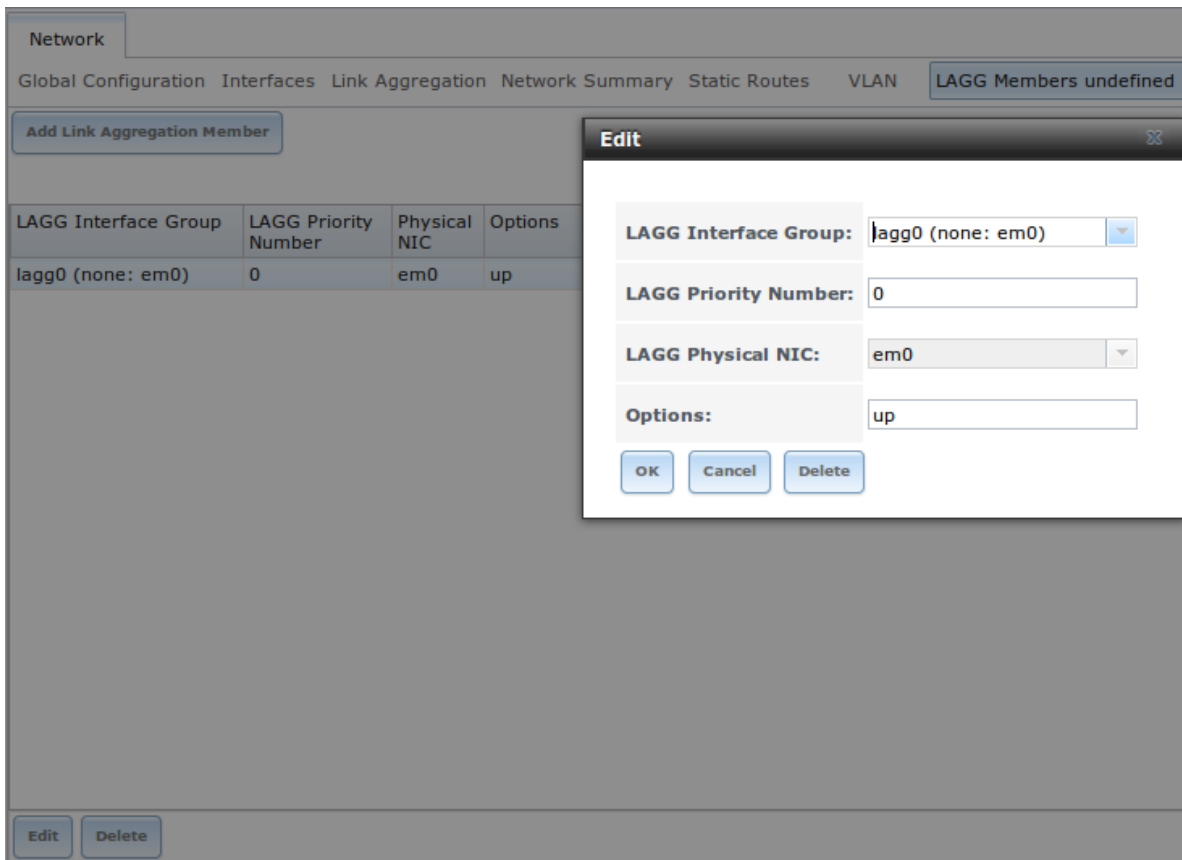 Network
Global Configuration Interfaces Link Aggregation Network Summary Static Routes VLAN LAGG Members undefined
Add Link Aggregation Member
LAGG Interface Group LAGG Priority Number Physical NIC Options
lagg0 (none: em0) 0 em0 up
Edit
LAGG Interface Group: lagg0 (none: em0)
LAGG Priority Number: 0
LAGG Physical NIC: em0
Options: up
OK Cancel Delete
Edit Delete